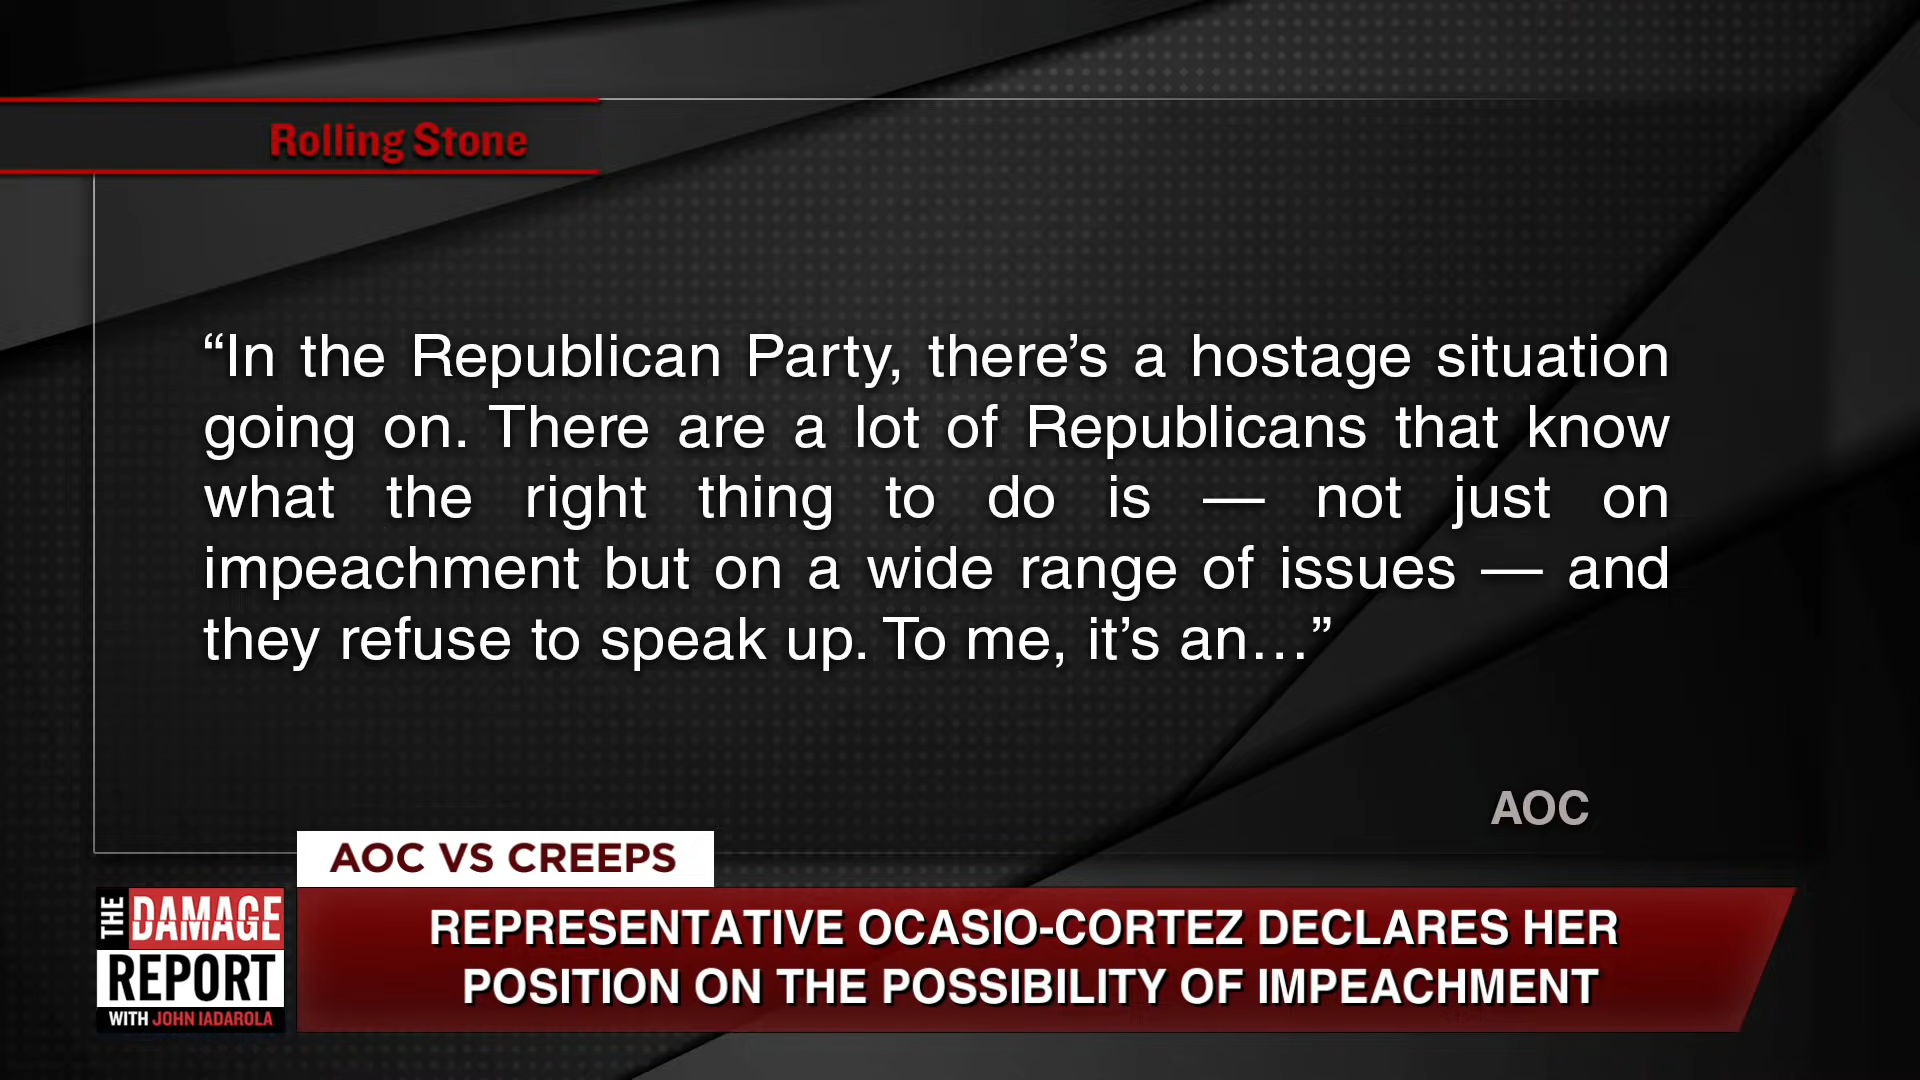 Rolling Stone
“In the Republican Party, there’s a hostage situation
going on. There are a lot of Republicans that know
what the right thing to do is — not just on
impeachment but on a wide range of issues — and
they refuse to speak up. To me, it’s an…”
AOC
AOC VS CREEPS
THE DAMAGE
REPORT
WITH JOHN IADAROLA
REPRESENTATIVE OCASIO-CORTEZ DECLARES HER
POSITION ON THE POSSIBILITY OF IMPEACHMENT